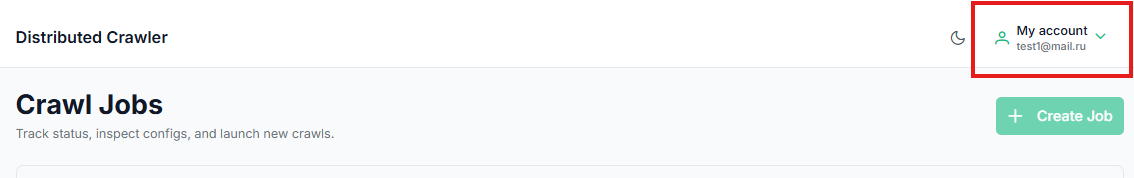 Distributed Crawler
My account
test1@mail.ru
Crawl Jobs
Track status, inspect configs, and launch new crawls.
Create Job